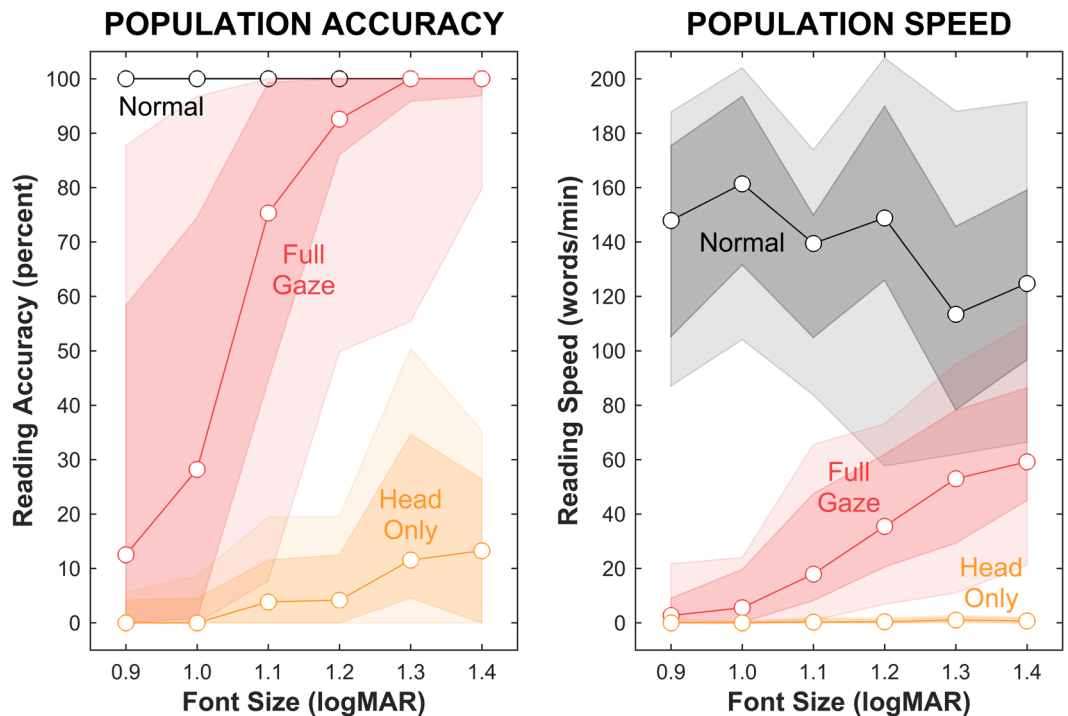 POPULATION ACCURACY
100
90
80
70
60
50
40
30
20
10
0
Reading Accuracy (percent)
Normal
Full
Gaze
Head
Only
0.9 1.0 1.1 1.2 1.3 1.4
Font Size (logMAR)
POPULATION SPEED
200
180
160
140
120
100
80
60
40
20
0
Reading Speed (words/min)
Normal
Full
Gaze
Head
Only
0.9 1.0 1.1 1.2 1.3 1.4
Font Size (logMAR)